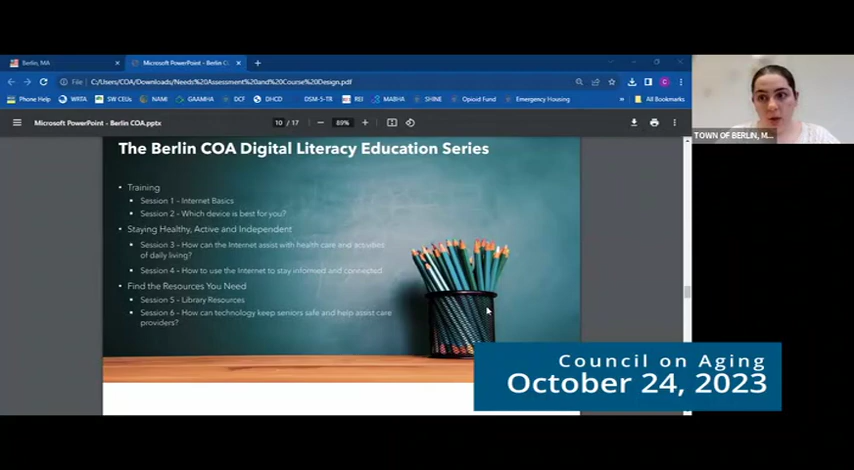 Berlin, MA
Microsoft PowerPoint - Berlin CO
File C:/Users/COA/Downloads/Needs%20Assessment%20and%20Course%20Design.pdf
Phone Help WRTA SW CEUs NAMI GAAMHA DCF DHCD DSM-5-TR REI MABHA SHINE Opioid Fund Emergency Housing » All Bookmarks
Microsoft PowerPoint - Berlin COA.pptx 10 / 17 89%
TOWN OF BERLIN, M...
The Berlin COA Digital Literacy Education Series
• Training
• Session 1 – Internet Basics
• Session 2 – Which device is best for you?
• Staying Healthy, Active and Independent
• Session 3 – How can the Internet assist with health care and activities
of daily living?
• Session 4 – How to use the Internet to stay informed and connected
• Find the Resources You Need
• Session 5 – Library Resources
• Session 6 – How can technology keep seniors safe and help assist care
providers?
Council on Aging
October 24, 2023